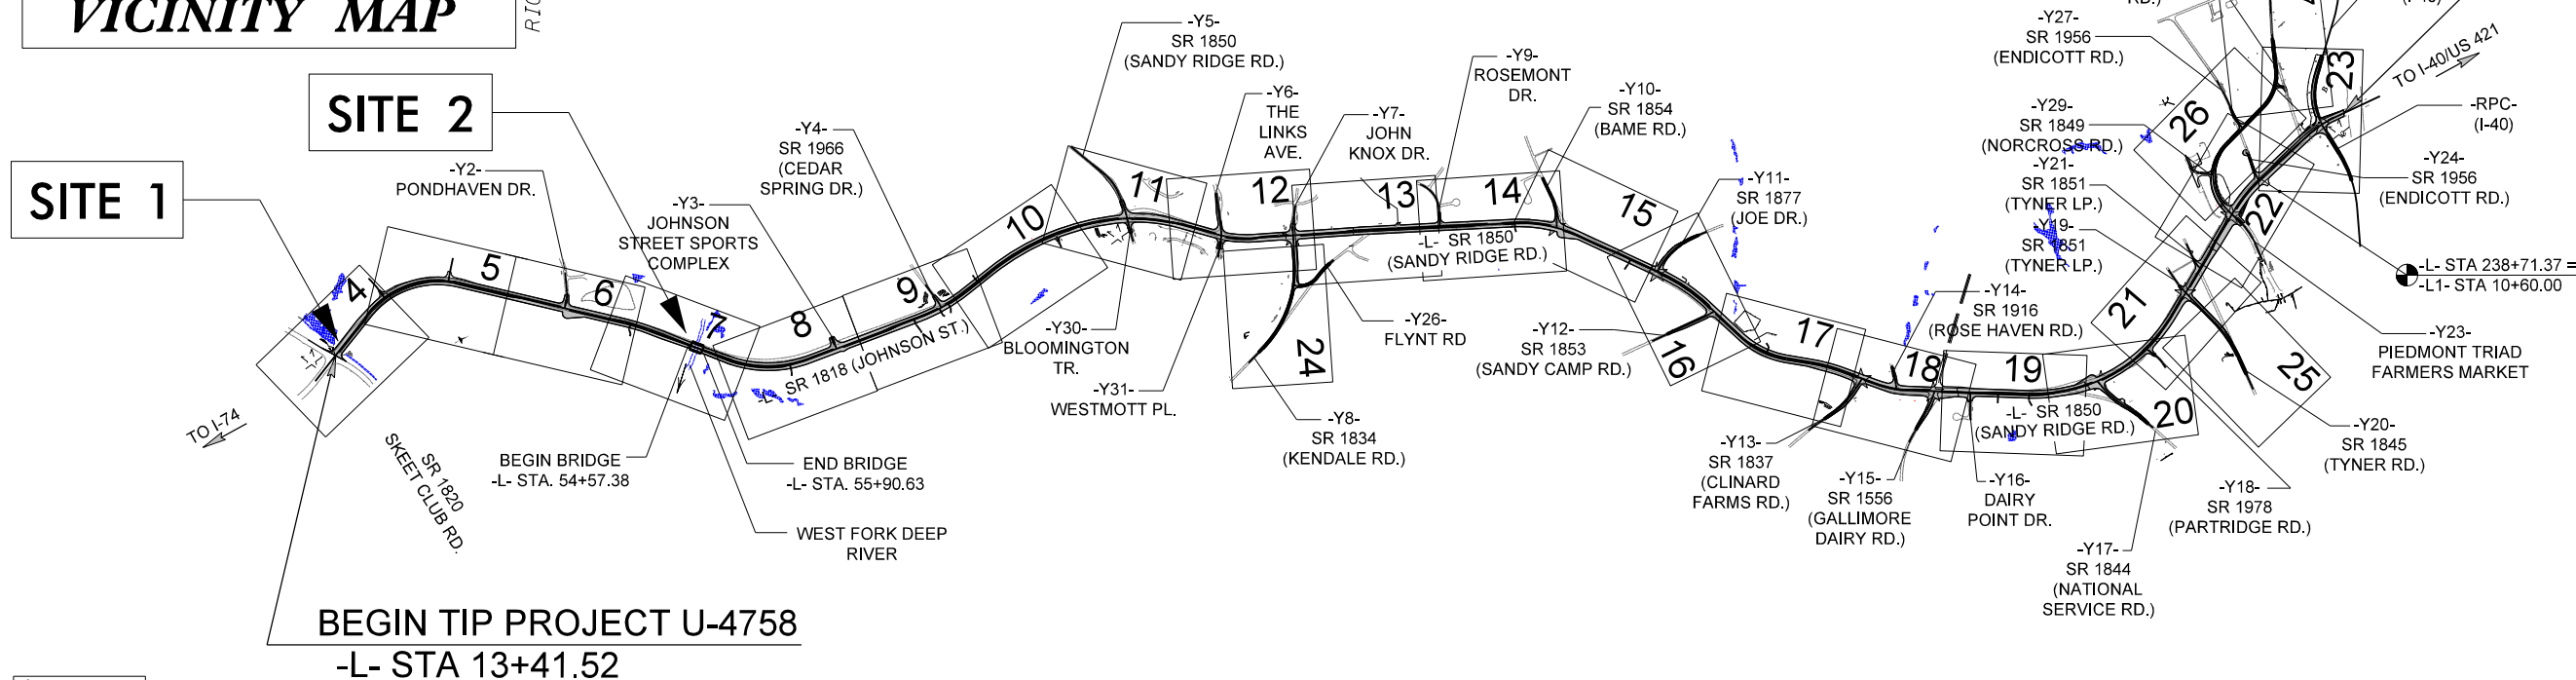 VICINITY MAP
SITE 2
SITE 1
-Y2-
PONDHAVEN DR.
-Y3-
JOHNSON
STREET SPORTS
COMPLEX
-Y4-
SR 1966
(CEDAR
SPRING DR.)
-Y5-
SR 1850
(SANDY RIDGE RD.)
-Y6-
THE
LINKS
AVE.
-Y7-
JOHN
KNOX DR.
-Y9-
ROSEMONT
DR.
-Y10-
SR 1854
(BAME RD.)
-Y11-
SR 1877
(JOE DR.)
-Y27-
SR 1956
(ENDICOTT RD.)
-Y29-
SR 1849
(NORCROSS RD.)
-Y21-
SR 1851
(TYNER LP.)
-Y19-
SR 1851
(TYNER LP.)
TO I-40/US 421
-RPC-
(I-40)
-Y24-
SR 1956
(ENDICOTT RD.)
-L- STA 238+71.37 =
-L1- STA 10+60.00
-Y23-
PIEDMONT TRIAD
FARMERS MARKET
4
5
6
7
8
9
10
11
12
13
14
15
16
17
18
19
20
21
22
23
24
25
26
-L- SR 1818 (JOHNSON ST.)
-L- SR 1850
(SANDY RIDGE RD.)
-L- SR 1850
(SANDY RIDGE RD.)
-Y14-
SR 1916
(ROSE HAVEN RD.)
-Y30-
BLOOMINGTON
TR.
-Y31-
WESTMOTT PL.
-Y26-
FLYNT RD
-Y8-
SR 1834
(KENDALE RD.)
-Y12-
SR 1853
(SANDY CAMP RD.)
-Y13-
SR 1837
(CLINARD
FARMS RD.)
-Y15-
SR 1556
(GALLIMORE
DAIRY RD.)
-Y16-
DAIRY
POINT DR.
-Y17-
SR 1844
(NATIONAL
SERVICE RD.)
-Y18-
SR 1978
(PARTRIDGE RD.)
-Y20-
SR 1845
(TYNER RD.)
TO I-74
SR 1820
SKEET CLUB RD.
BEGIN BRIDGE
-L- STA. 54+57.38
END BRIDGE
-L- STA. 55+90.63
WEST FORK DEEP
RIVER
BEGIN TIP PROJECT U-4758
-L- STA 13+41.52